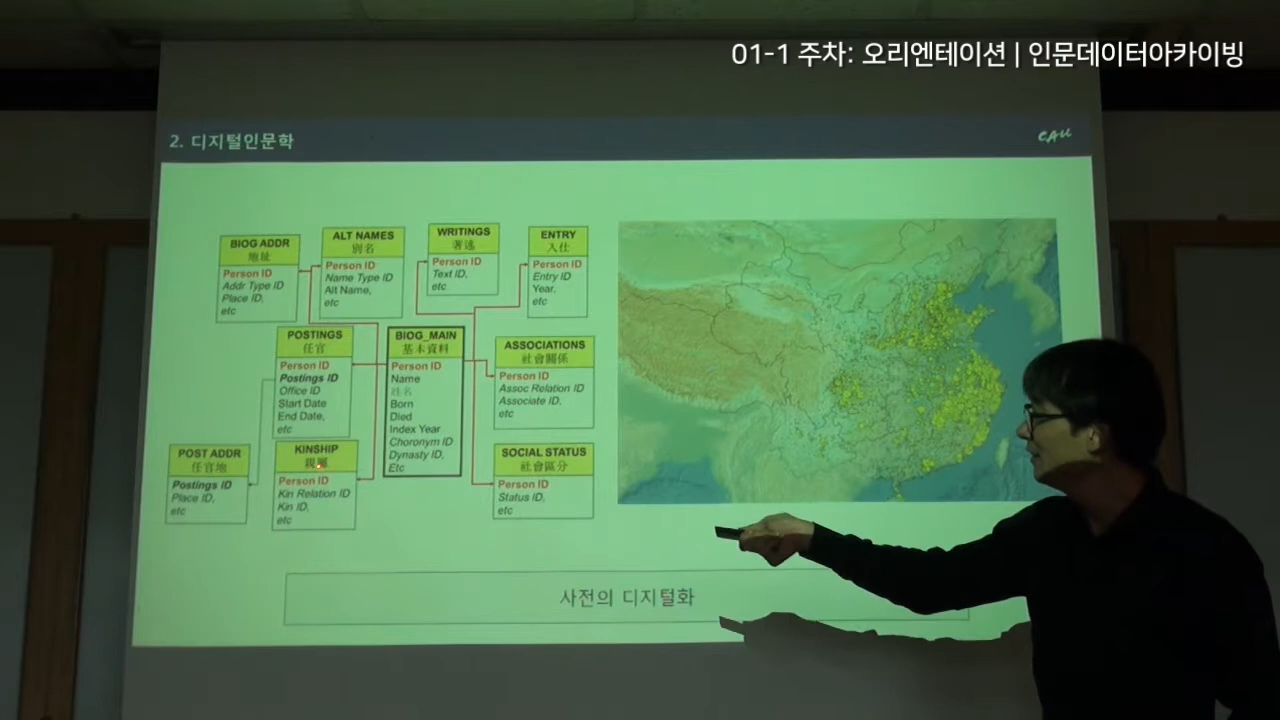 01-1 주차: 오리엔테이션 | 인문데이터아카이빙
2. 디지털인문학
CAU
BIOG ADDR
地址
Person ID
Addr Type ID
Place ID,
etc
ALT NAMES
別名
Person ID
Name Type ID
Alt Name,
etc
WRITINGS
著述
Person ID
Text ID,
etc
ENTRY
入仕
Person ID
Entry ID
Year,
etc
POSTINGS
任官
Person ID
Postings ID
Office ID
Start Date
End Date,
etc
BIOG_MAIN
基本資料
Person ID
Name
姓名
Born
Died
Index Year
Choronym ID
Dynasty ID,
Etc
ASSOCIATIONS
社會關係
Person ID
Assoc Relation ID
Associate ID,
etc
POST ADDR
任官地
Postings ID
Place ID,
etc
KINSHIP
親屬
Person ID
Kin Relation ID
Kin ID,
etc
SOCIAL STATUS
社會區分
Person ID
Status ID,
etc
사전의 디지털화